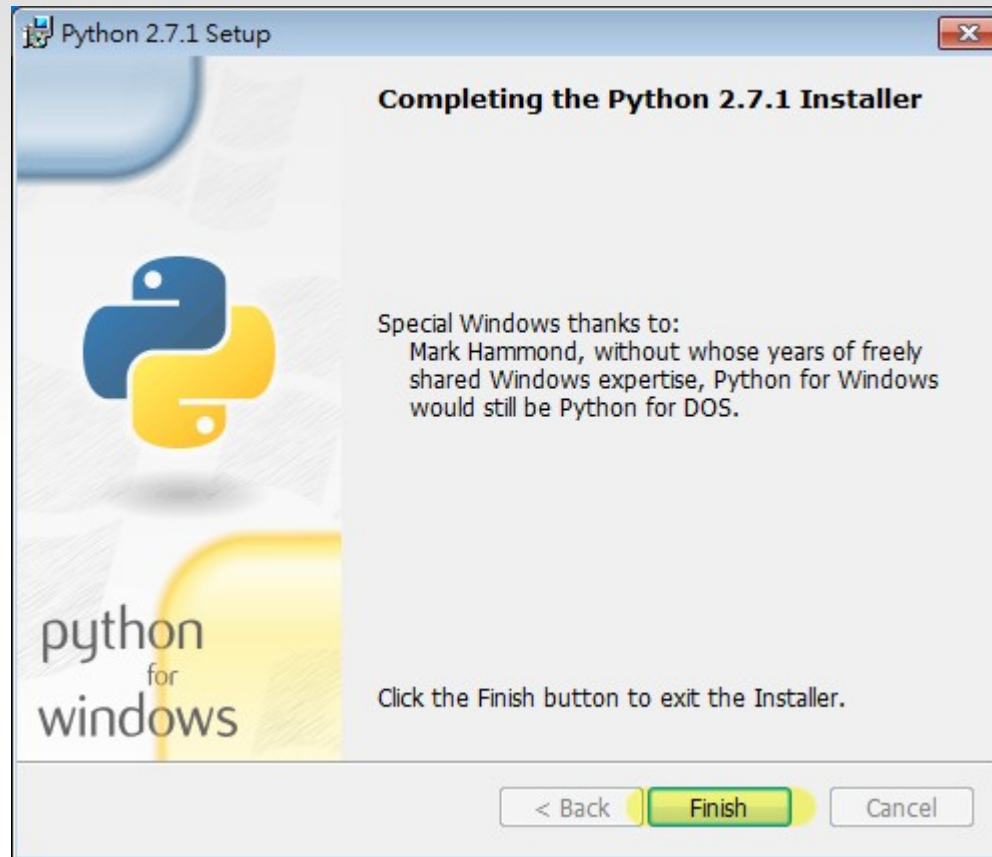 Python 2.7.1 Setup
Completing the Python 2.7.1 Installer
Special Windows thanks to:
Mark Hammond, without whose years of freely
shared Windows expertise, Python for Windows
would still be Python for DOS.
python
for
windows
Click the Finish button to exit the Installer.
< Back
Finish
Cancel